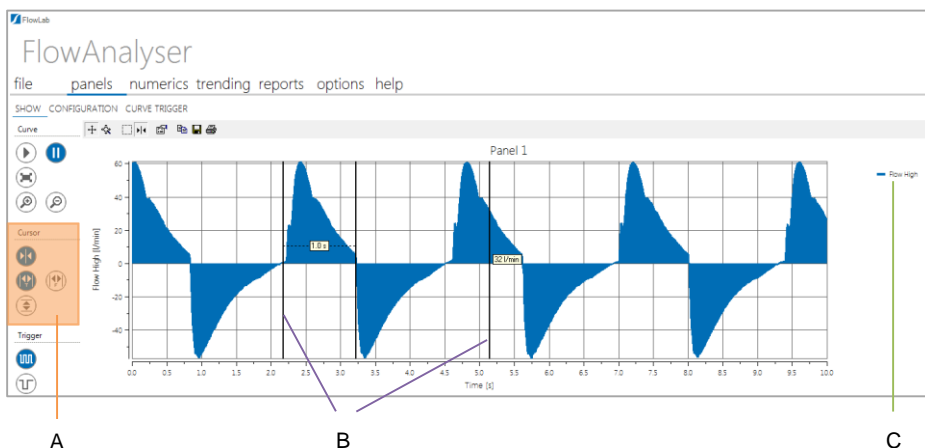 FlowLab
FlowAnalyser
file panels numerics trending reports options help
SHOW CONFIGURATION CURVE TRIGGER
Curve
Panel 1
Flow High
Cursor
Trigger
Flow High [l/min]
60
40
20
0
-20
-40
1.0 s
32 l/min
0.0 0.5 1.0 1.5 2.0 2.5 3.0 3.5 4.0 4.5 5.0 5.5 6.0 6.5 7.0 7.5 8.0 8.5 9.0 9.5 10.0
Time [s]
A B C